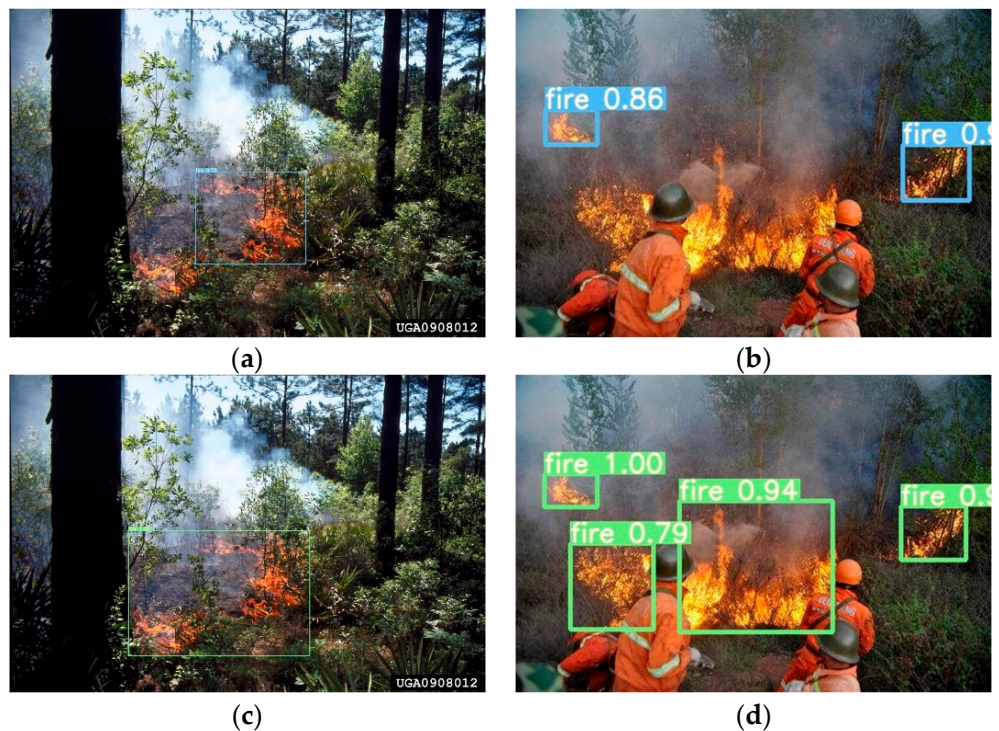 fire 0.86
fire 0.9
UGA0908012
(a)
(b)
fire 1.00
fire 0.94
fire 0.9
fire 0.79
UGA0908012
(c)
(d)